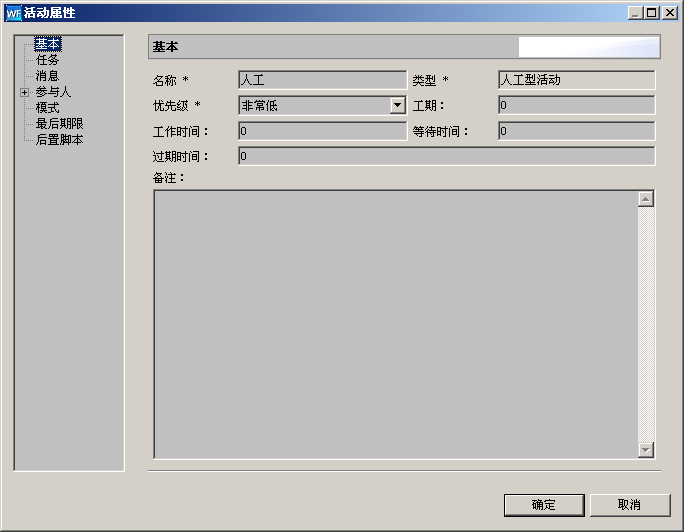 WF 活动属性
基本
任务
消息
参与人
模式
最后期限
后置脚本
基本
名称 * 人工 类型 * 人工型活动
优先级 * 非常低 工期： 0
工作时间： 0 等待时间： 0
过期时间： 0
备注：
确定 取消